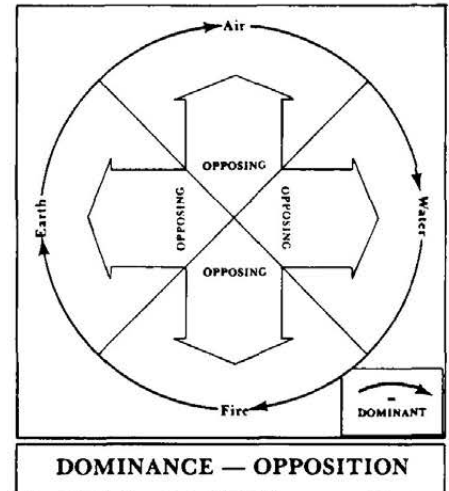 Air
OPPOSING
Earth
OPPOSING
OPPOSING
Water
OPPOSING
Fire
=
DOMINANT
DOMINANCE — OPPOSITION